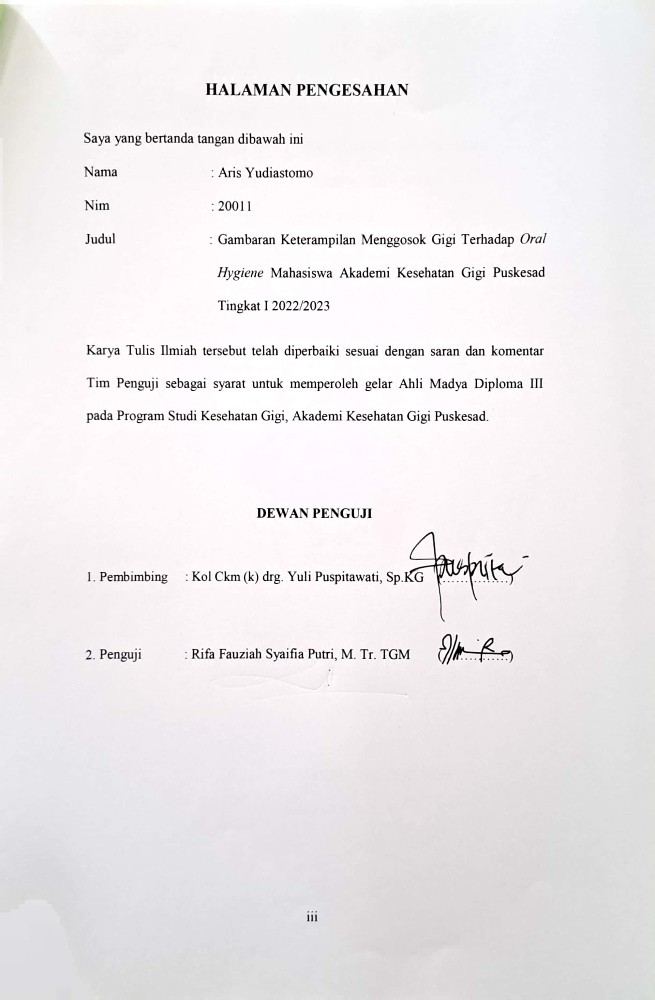 HALAMAN PENGESAHAN
Saya yang bertanda tangan dibawah ini
Nama : Aris Yudiastomo
Nim : 20011
Judul : Gambaran Keterampilan Menggosok Gigi Terhadap Oral
Hygiene Mahasiswa Akademi Kesehatan Gigi Puskesad
Tingkat I 2022/2023
Karya Tulis Ilmiah tersebut telah diperbaiki sesuai dengan saran dan komentar
Tim Penguji sebagai syarat untuk memperoleh gelar Ahli Madya Diploma III
pada Program Studi Kesehatan Gigi, Akademi Kesehatan Gigi Puskesad.
DEWAN PENGUJI
1. Pembimbing : Kol Ckm (k) drg. Yuli Puspitawati, Sp.KG (..................)
2. Penguji : Rifa Fauziah Syaifia Putri, M. Tr. TGM (..................)
iii